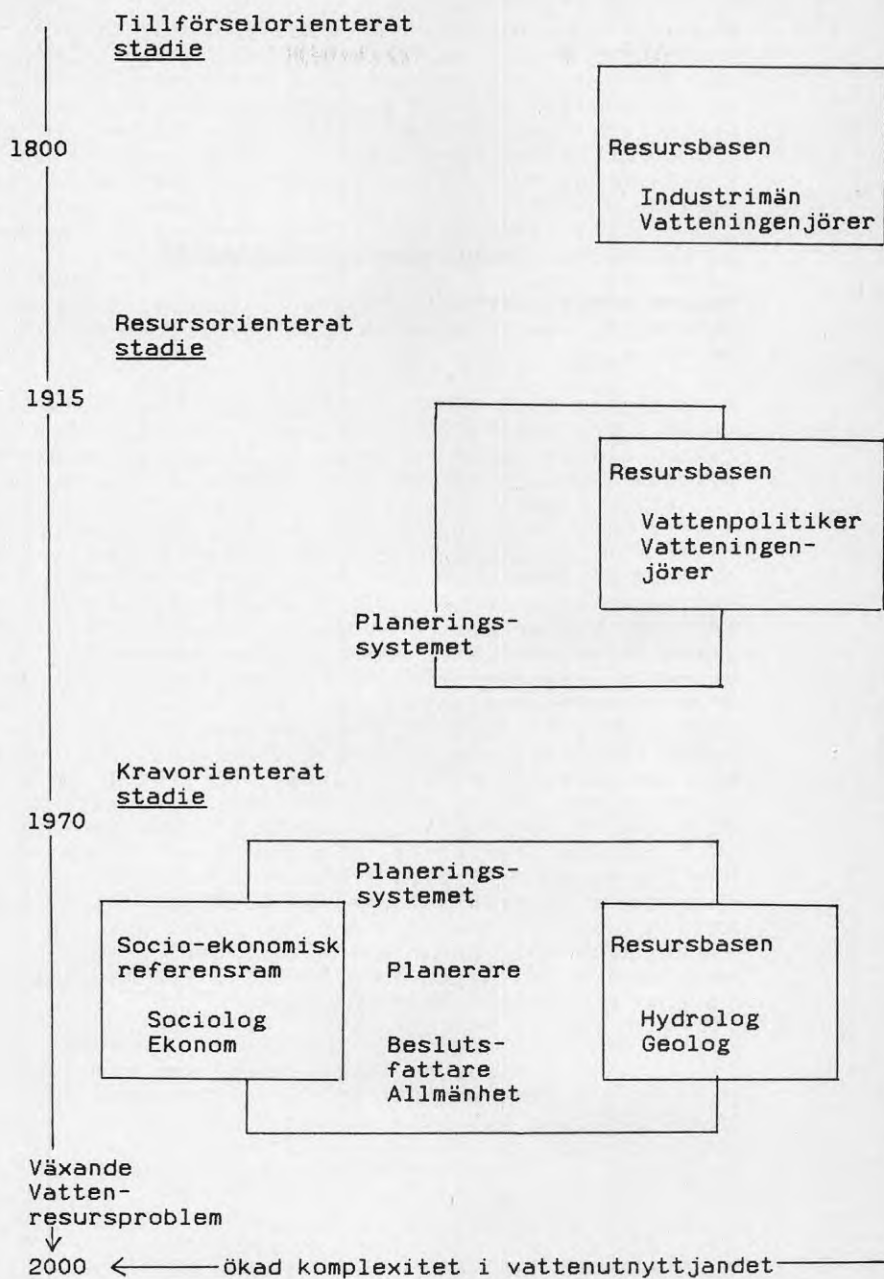 Tillförselorienterat
stadie
1800
Resursbasen
Industrimän
Vatteningenjörer
Resursorienterat
stadie
1915
Resursbasen
Vattenpolitiker
Vatteningen-
jörer
Planerings-
systemet
Kravorienterat
stadie
1970
Planerings-
systemet
Socio-ekonomisk
referensram
Sociolog
Ekonom
Planerare
Besluts-
fattare
Allmänhet
Resursbasen
Hydrolog
Geolog
Växande
Vatten-
resursproblem
2000 ökad komplexitet i vattenutnyttjandet